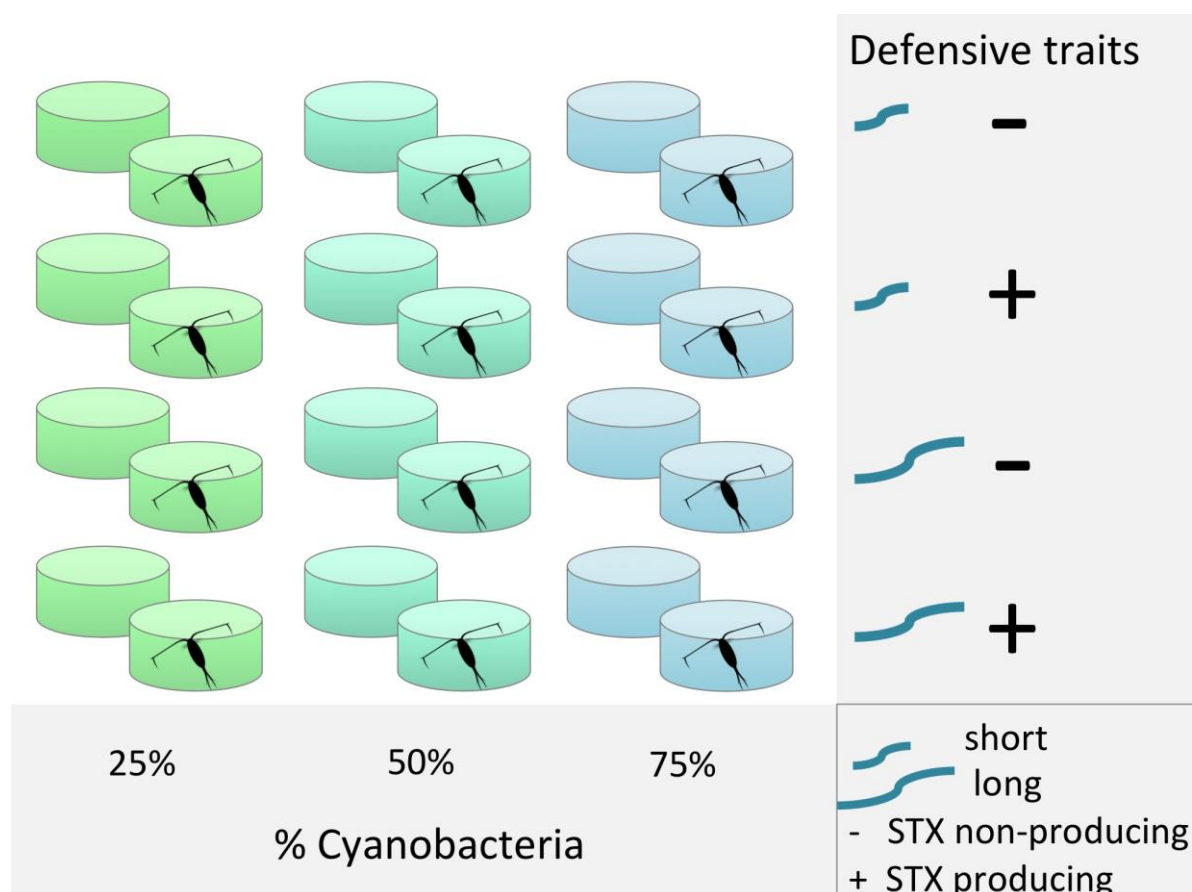 Defensive traits
-
+
-
+
25%
50%
75%
% Cyanobacteria
short
long
- STX non-producing
+ STX producing